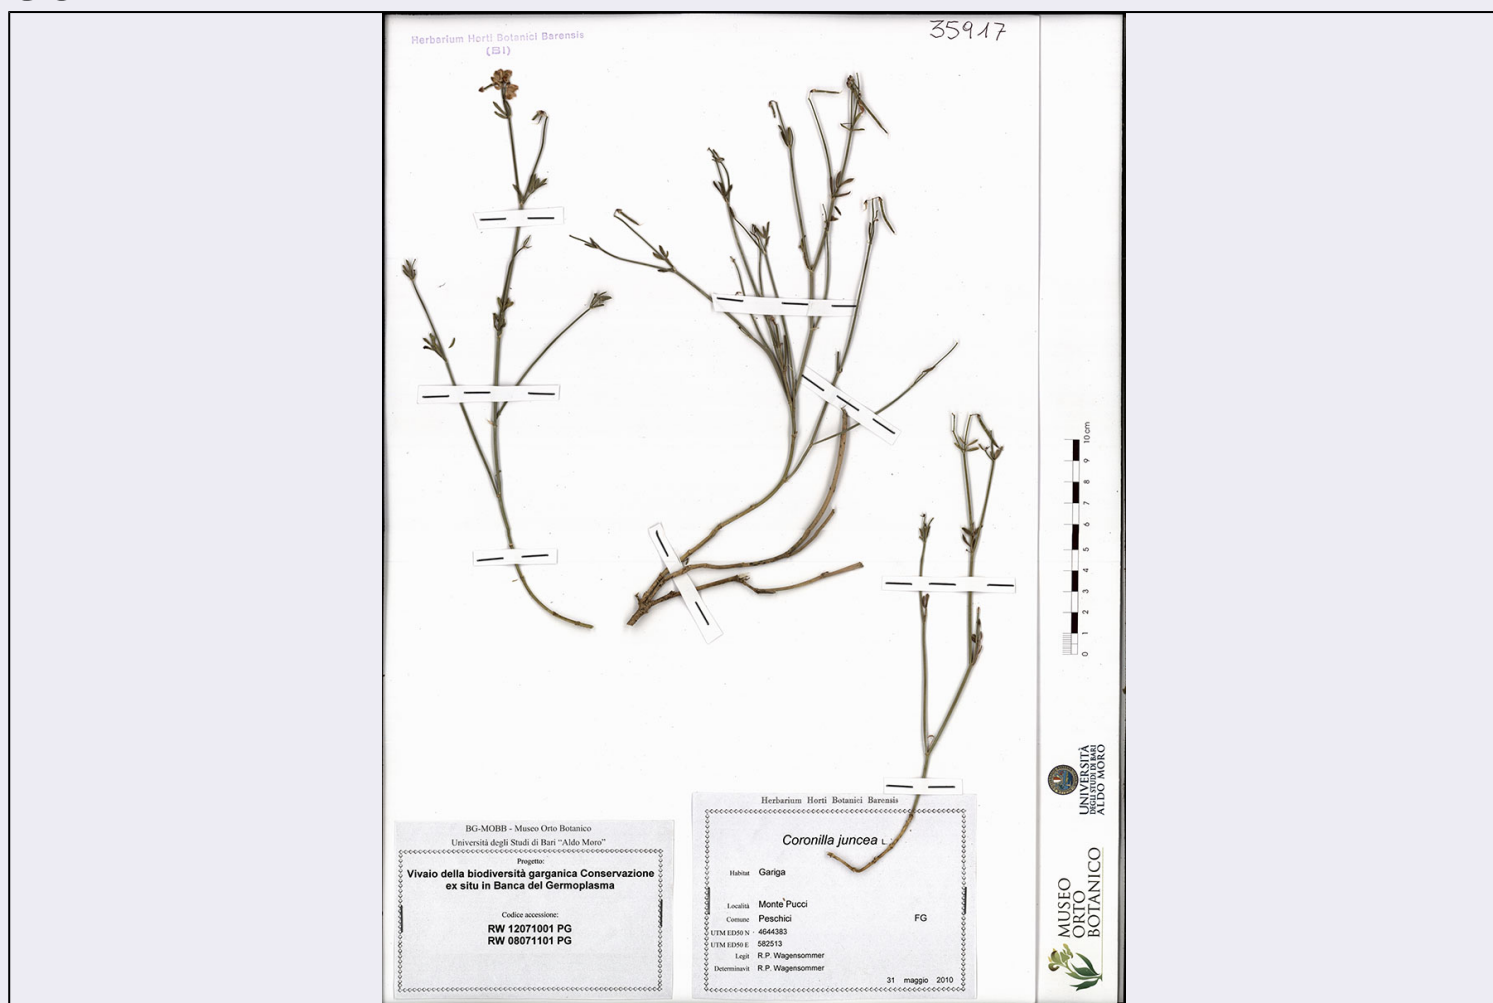 Herbarium Horti Botanici Barensis
(BI)
35917
10 cm
9
8
7
6
5
4
3
2
1
0
UNIVERSITÀ
DEGLI STUDI DI BARI
ALDO MORO
MUSEO
ORTO
BOTANICO
BG-MOBB - Museo Orto Botanico
Università degli Studi di Bari “Aldo Moro”
Progetto:
Vivaio della biodiversità garganica Conservazione
ex situ in Banca del Germoplasma
Codice accessione:
RW 12071001 PG
RW 08071101 PG
Herbarium Horti Botanici Barensis
Coronilla juncea L.
Habitat Gariga
Località Monte Pucci
Comune Peschici FG
UTM ED50 N 4644383
UTM ED50 E 582513
Legit R.P. Wagensommer
Determinavit R.P. Wagensommer
31 maggio 2010